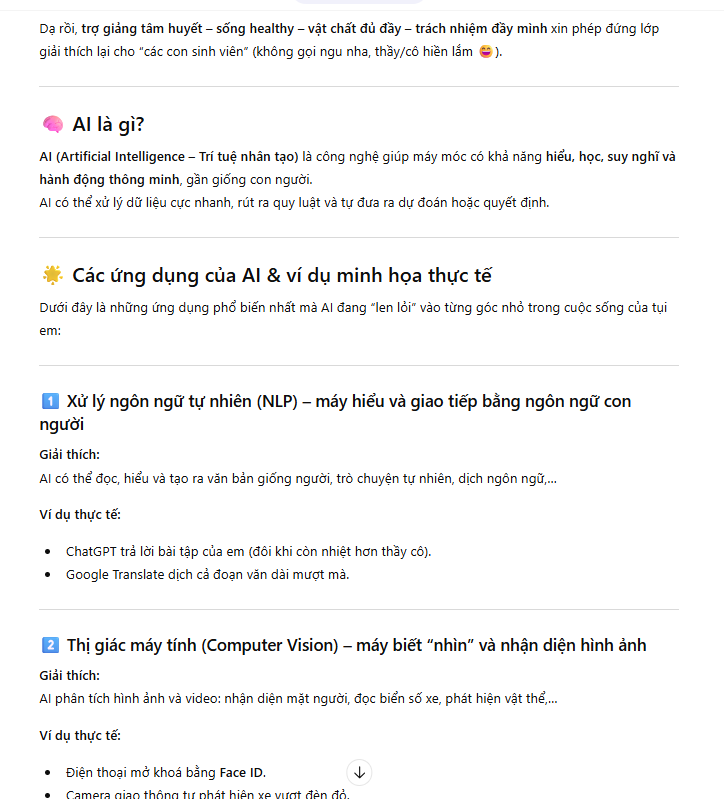 Dạ rồi, trợ giảng tâm huyết – sống healthy – vật chất đủ đầy – trách nhiệm đầy mình xin phép đứng lớp
giải thích lại cho “các con sinh viên” (không gọi ngu nha, thầy/cô hiền lắm 😄).
🧠 AI là gì?
AI (Artificial Intelligence – Trí tuệ nhân tạo) là công nghệ giúp máy móc có khả năng hiểu, học, suy nghĩ và
hành động thông minh, gần giống con người.
AI có thể xử lý dữ liệu cực nhanh, rút ra quy luật và tự đưa ra dự đoán hoặc quyết định.
🌟 Các ứng dụng của AI & ví dụ minh họa thực tế
Dưới đây là những ứng dụng phổ biến nhất mà AI đang “len lỏi” vào từng góc nhỏ trong cuộc sống của tụi
em:
1️⃣ Xử lý ngôn ngữ tự nhiên (NLP) – máy hiểu và giao tiếp bằng ngôn ngữ con
người
Giải thích:
AI có thể đọc, hiểu và tạo ra văn bản giống người, trò chuyện tự nhiên, dịch ngôn ngữ,...
Ví dụ thực tế:
• ChatGPT trả lời bài tập của em (đôi khi còn nhiệt hơn thầy cô).
• Google Translate dịch cả đoạn văn dài mượt mà.
2️⃣ Thị giác máy tính (Computer Vision) – máy biết “nhìn” và nhận diện hình ảnh
Giải thích:
AI phân tích hình ảnh và video: nhận diện mặt người, đọc biển số xe, phát hiện vật thể,...
Ví dụ thực tế:
• Điện thoại mở khoá bằng Face ID.
• Camera giao thông tự phát hiện xe vượt đèn đỏ.